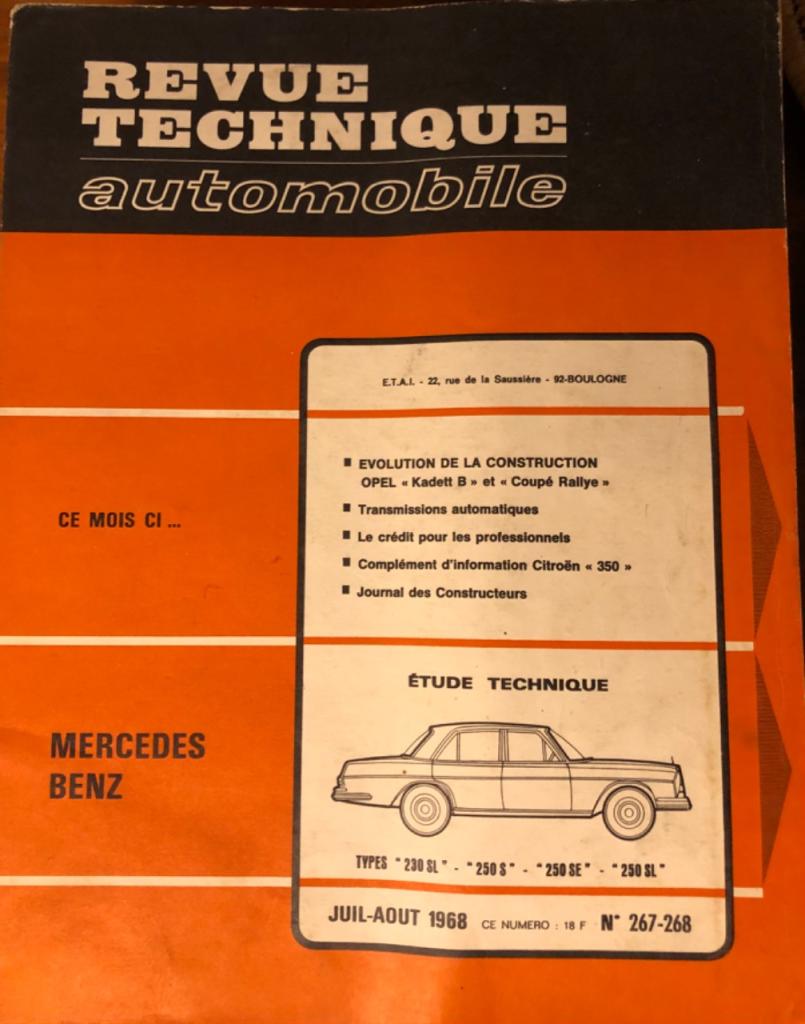 REVUE
TECHNIQUE
automobile
E.T.A.I. - 22, rue de la Saussière - 92-BOULOGNE
CE MOIS CI ...
■ EVOLUTION DE LA CONSTRUCTION
OPEL « Kadett B » et « Coupé Rallye »
■ Transmissions automatiques
■ Le crédit pour les professionnels
■ Complément d'information Citroën « 350 »
■ Journal des Constructeurs
MERCEDES
BENZ
ÉTUDE TECHNIQUE
TYPES "230 SL" - "250 S" - "250 SE" - "250 SL"
JUIL-AOUT 1968 CE NUMERO : 18 F N° 267-268